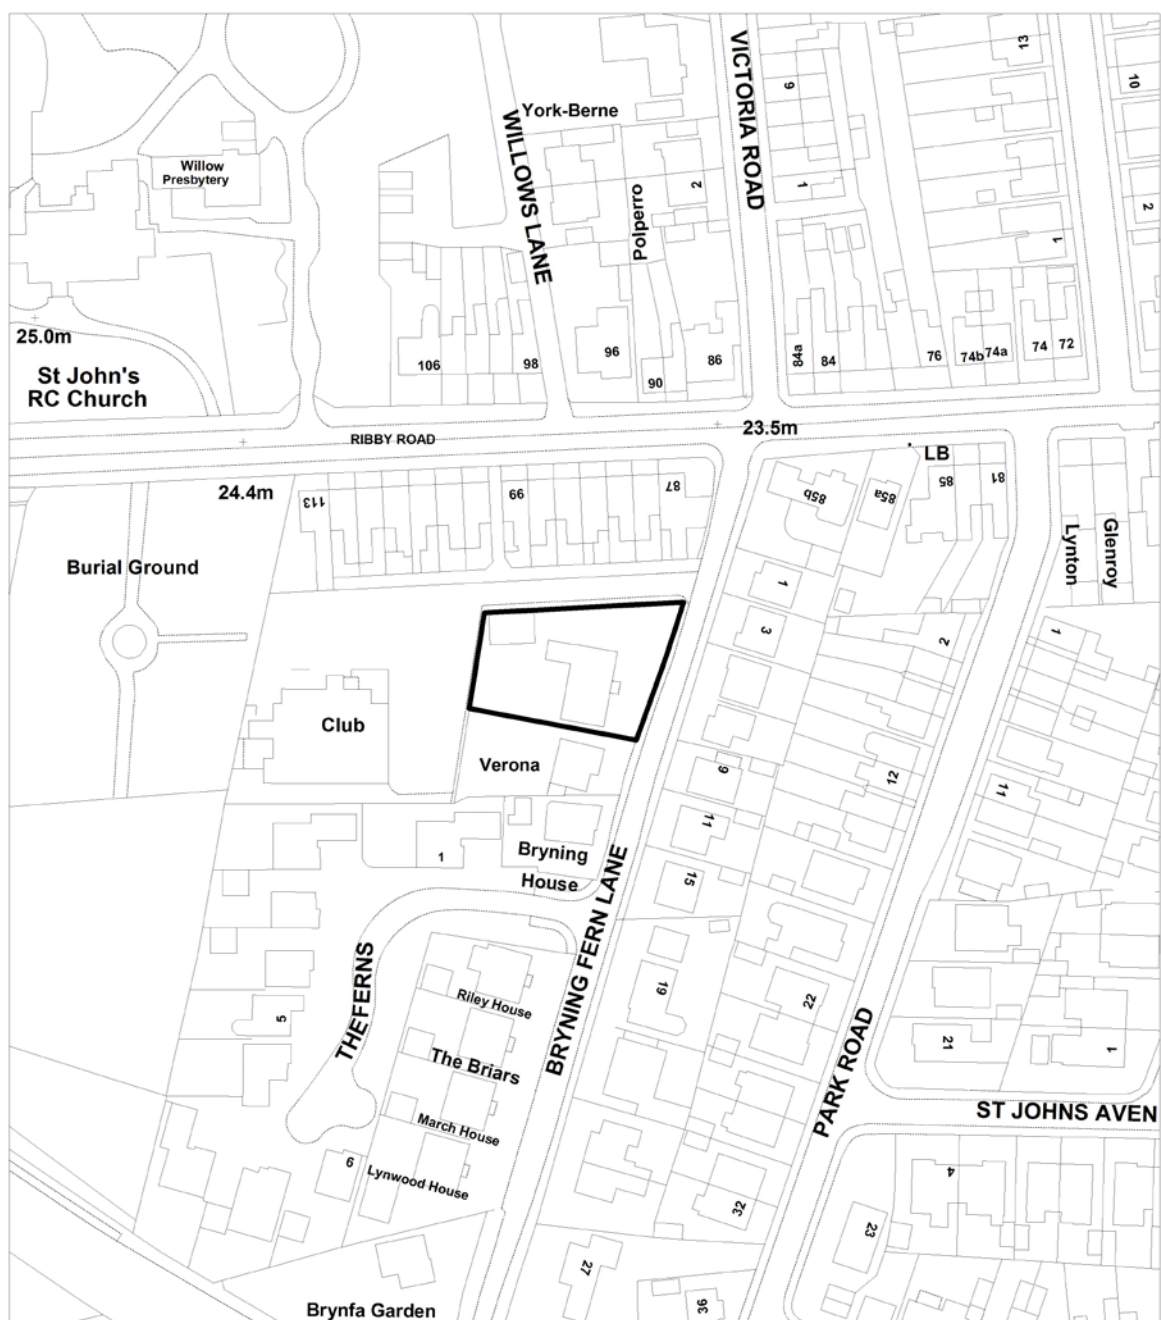 13
VICTORIA ROAD
10
9
York-Berne
WILLOWS LANE
Willow
Presbytery
2
1
Polperro
2
1
25.0m
106
98
96
90
86
84a
84
76
74b
74a
74
72
St John's
RC Church
RIBBY ROAD
23.5m
LB
24.4m
113
99
87
85b
85a
85
81
Burial Ground
Lynton
Glenroy
1
3
2
1
Club
Verona
9
12
11
11
1
Bryning
House
15
BRYNING FERN LANE
THEFERNS
Riley House
19
22
5
21
1
The Briars
PARK ROAD
ST JOHNS AVEN
March House
6
Lynwood House
4
32
23
27
36
Brynfa Garden